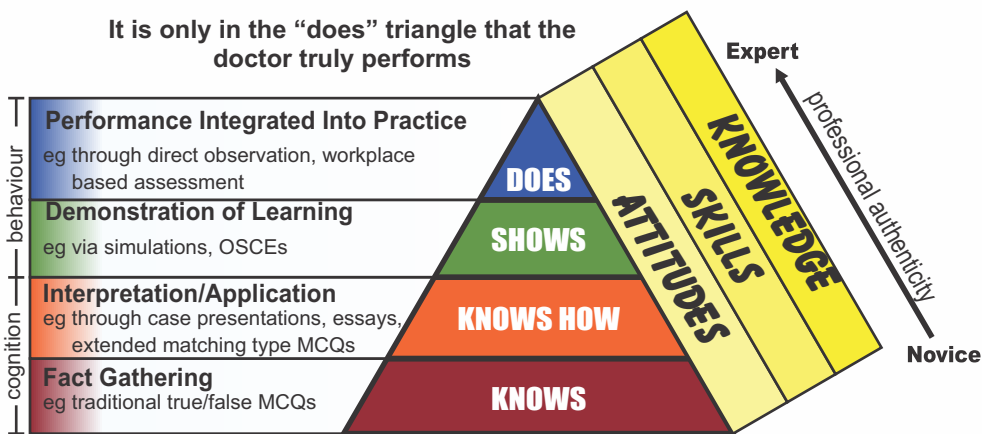 It is only in the “does” triangle that the
doctor truly performs
Expert
professional authenticity
Novice
behaviour
cognition
Performance Integrated Into Practice
eg through direct observation, workplace
based assessment
DOES
Demonstration of Learning
eg via simulations, OSCEs
SHOWS
Interpretation/Application
eg through case presentations, essays,
extended matching type MCQs
KNOWS HOW
Fact Gathering
eg traditional true/false MCQs
KNOWS
ATTITUDES
SKILLS
KNOWLEDGE